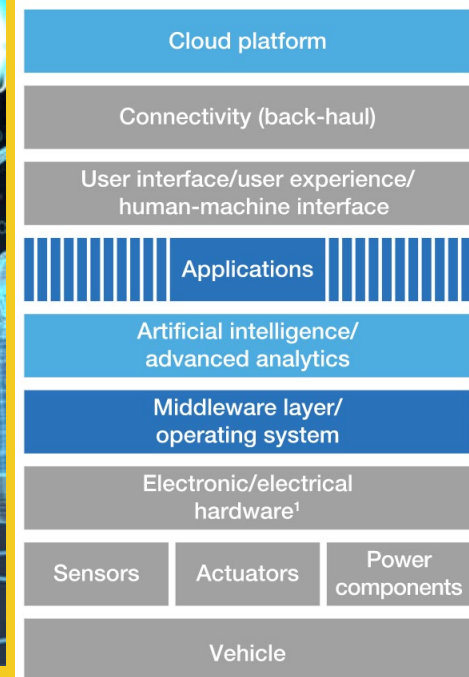 Cloud platform
Connectivity (back-haul)
User interface/user experience/
human-machine interface
Applications
Artificial intelligence/
advanced analytics
Middleware layer/
operating system
Electronic/electrical
hardware¹
Sensors
Actuators
Power
components
Vehicle